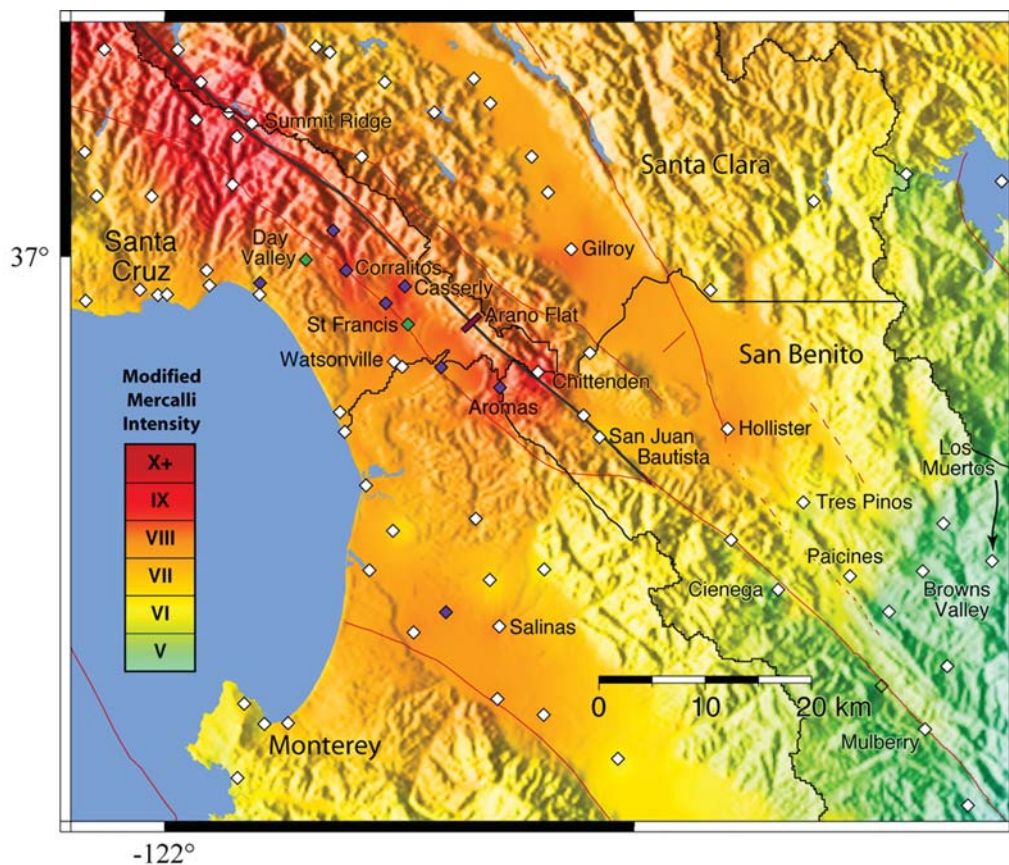 Summit Ridge
Santa Clara
37°
Santa
Cruz
Day
Valley
Gilroy
Corralitos
Casserly
St Francis
Arano Flat
Watsonville
San Benito
Chittenden
Aromas
Modified
Mercalli
Intensity
X+
IX
VIII
VII
VI
V
San Juan
Bautista
Hollister
Los
Muertos
Tres Pinos
Paicines
Cienega
Browns
Valley
Salinas
0 10 20 km
Monterey
Mulberry
-122°